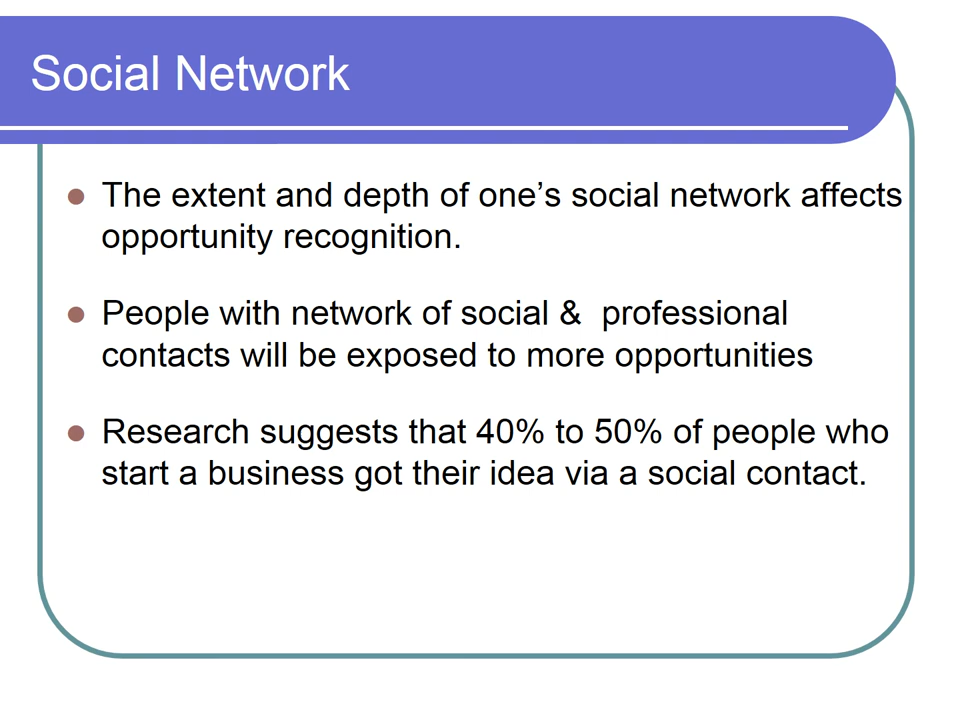 Social Network
The extent and depth of one’s social network affects
opportunity recognition.
People with network of social &  professional
contacts will be exposed to more opportunities
Research suggests that 40% to 50% of people who
start a business got their idea via a social contact.